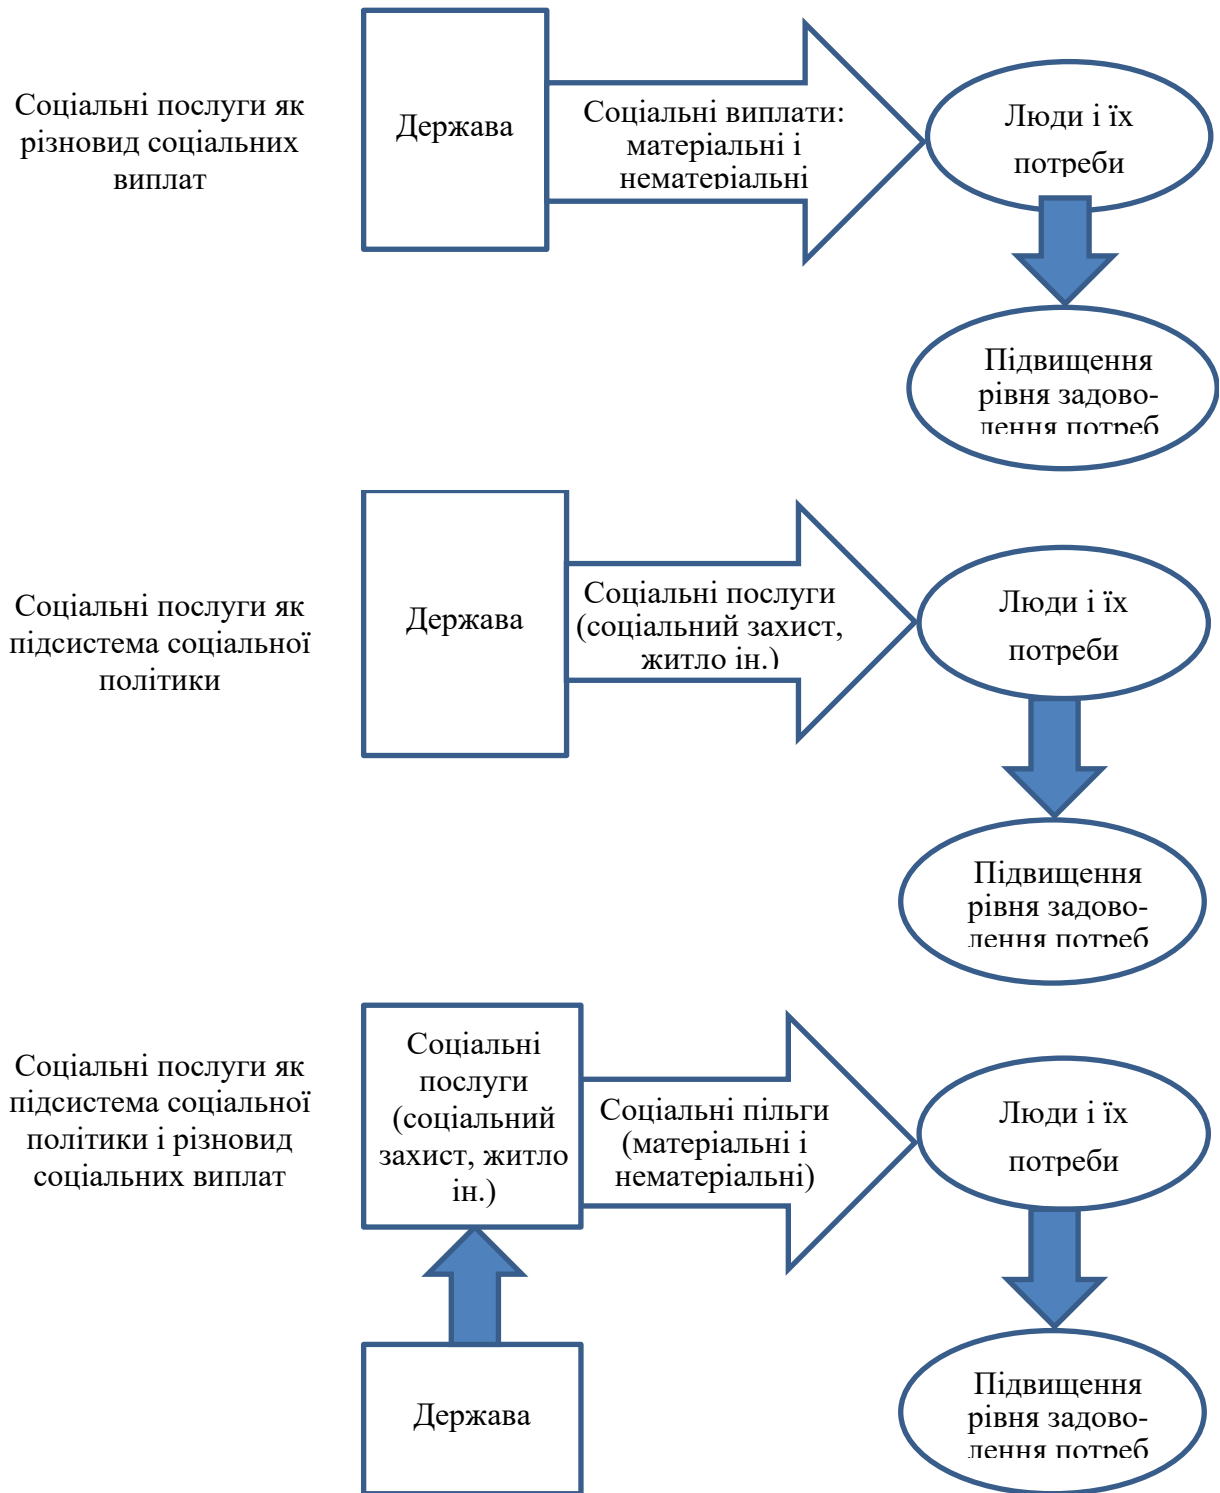 Соціальні послуги як
різновид соціальних
виплат
Держава
Соціальні виплати:
матеріальні і
нематеріальні
Люди і їх
потреби
Підвищення
рівня задово-
лення потреб
Соціальні послуги як
підсистема соціальної
політики
Держава
Соціальні послуги
(соціальний захист,
житло ін.)
Люди і їх
потреби
Підвищення
рівня задово-
лення потреб
Соціальні послуги як
підсистема соціальної
політики і різновид
соціальних виплат
Соціальні
послуги
(соціальний
захист, житло
ін.)
Соціальні пільги
(матеріальні і
нематеріальні)
Люди і їх
потреби
Держава
Підвищення
рівня задово-
лення потреб